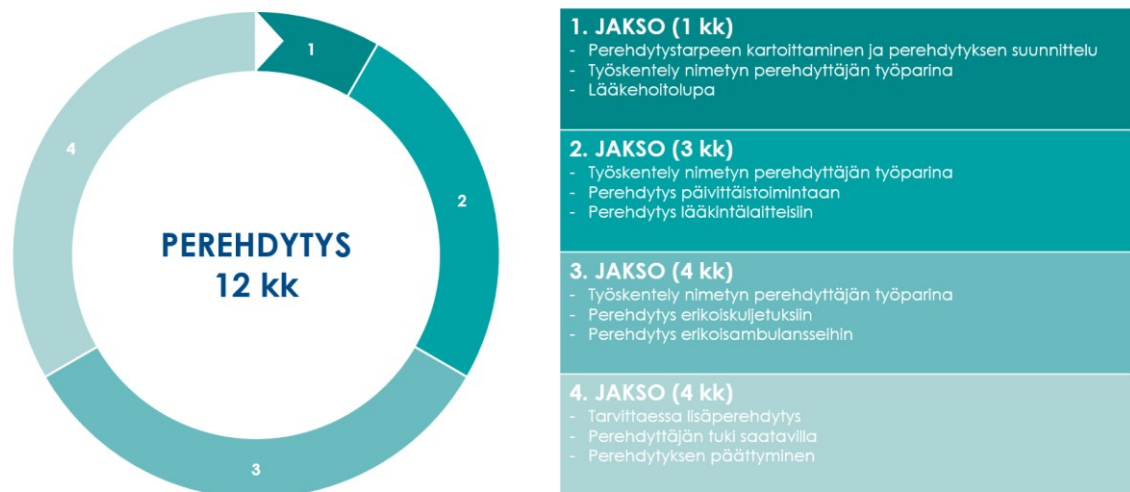 1
2
3
4
PEREHDYTYS
12 kk
1. JAKSO (1 kk)
- Perehdytystarpeen kartoittaminen ja perehdytyksen suunnittelu
- Työskentely nimetyn perehdyttäjän työparina
- Lääkehoitolupa
2. JAKSO (3 kk)
- Työskentely nimetyn perehdyttäjän työparina
- Perehdytys päivittäistoimintaan
- Perehdytys lääkintälaitteisiin
3. JAKSO (4 kk)
- Työskentely nimetyn perehdyttäjän työparina
- Perehdytys erikoiskuljetuksiin
- Perehdytys erikoisambulansseihin
4. JAKSO (4 kk)
- Tarvittaessa lisäperehdytys
- Perehdyttäjän tuki saatavilla
- Perehdytyksen päättyminen